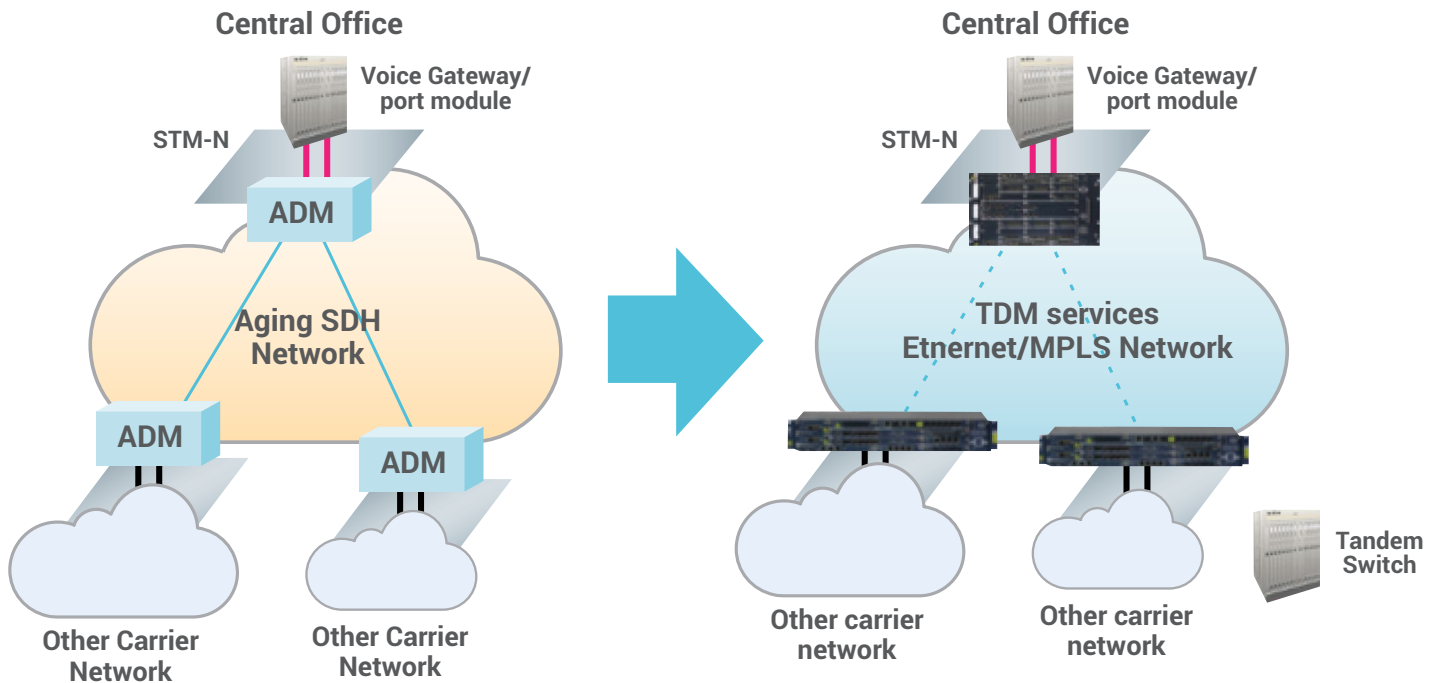 Central Office
Voice Gateway/
port module
STM-N
ADM
Aging SDH
Network
ADM
ADM
Other Carrier
Network
Other Carrier
Network
Central Office
Voice Gateway/
port module
STM-N
TDM services
Etnernet/MPLS Network
Other carrier
network
Other carrier
network
Tandem
Switch